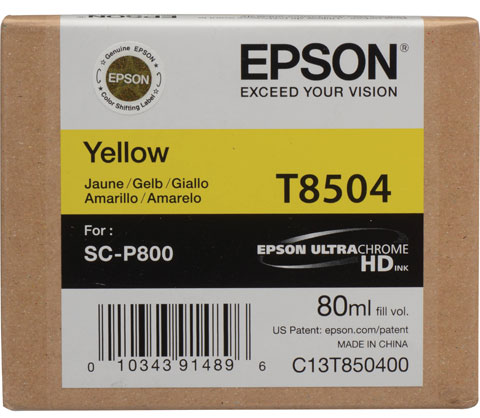 Genuine EPSON
EPSON
Color Shifting Label
EPSON®
EXCEED YOUR VISION
Yellow
Jaune/Gelb/Giallo
Amarillo/Amarelo
T8504
For :
SC-P800
EPSON ULTRACHROME
HD INK
80ml fill vol.
US Patent: epson.com/patent
MADE IN CHINA
0 10343 91489 6
C13T850400